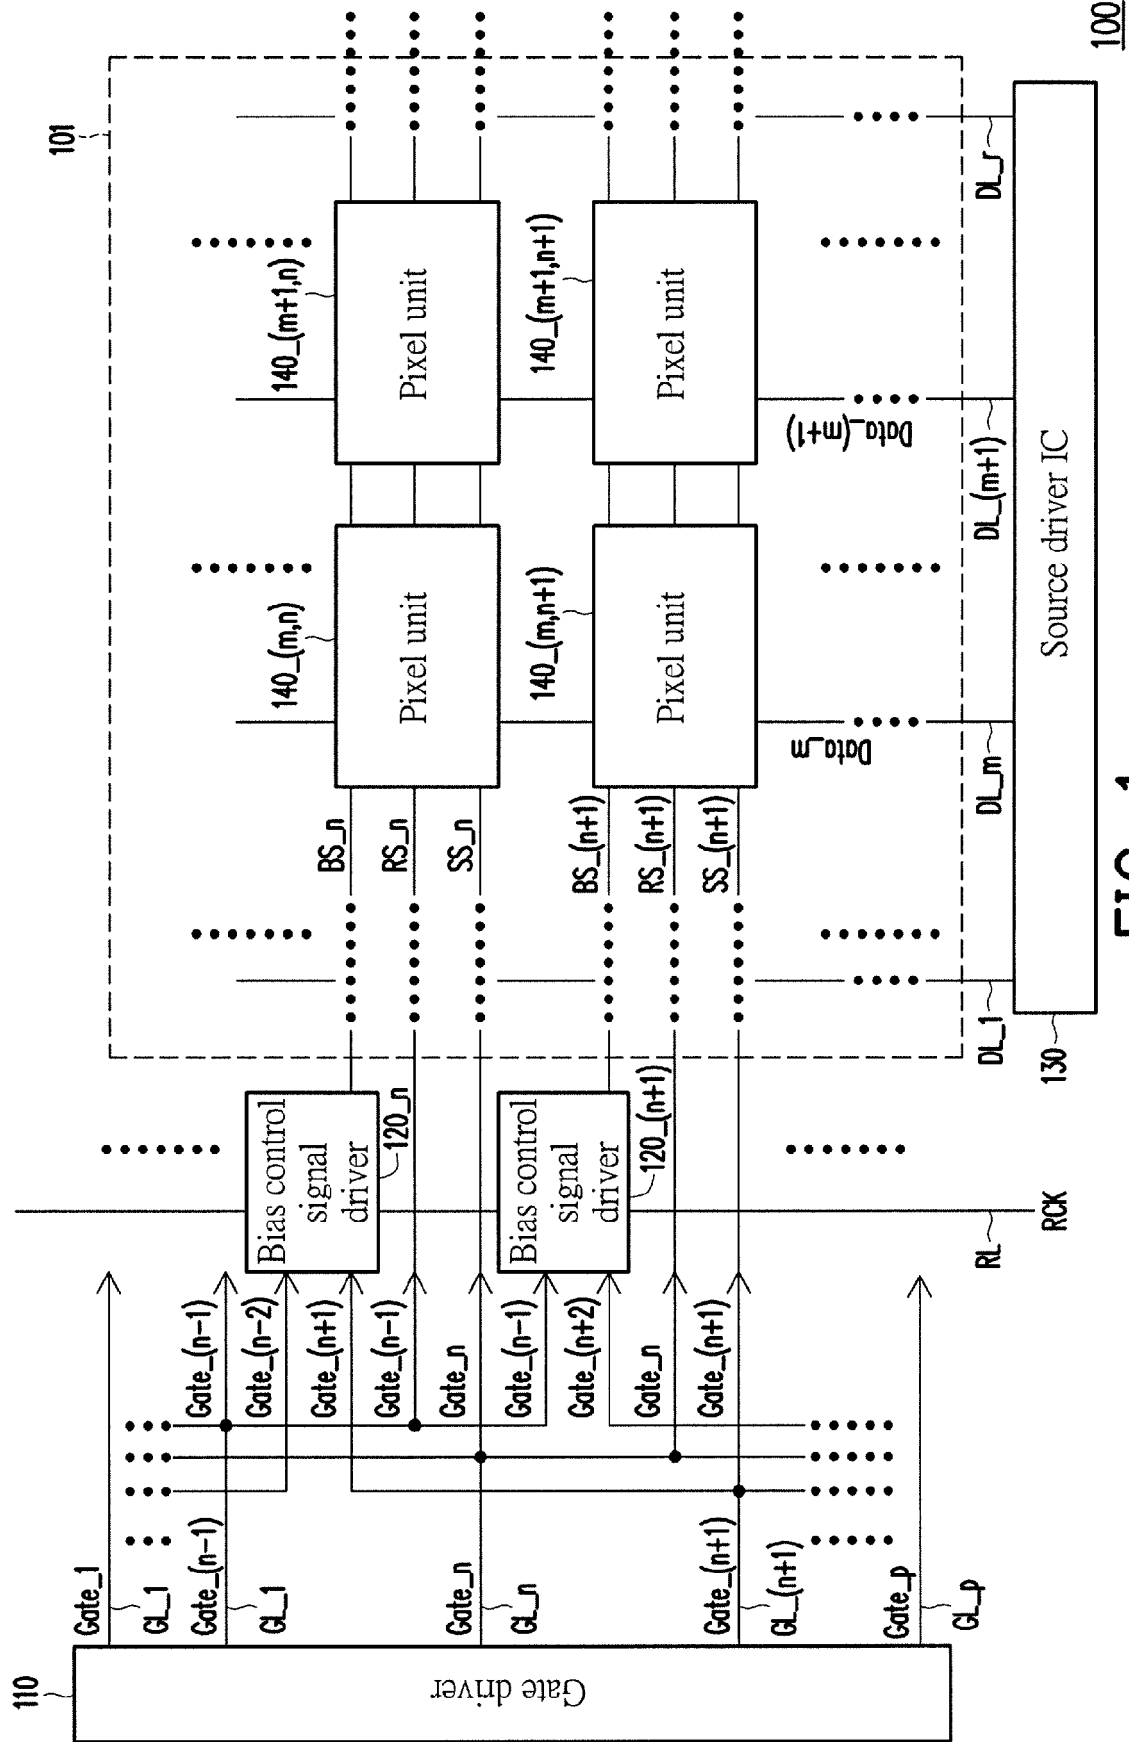 100
101
110
Gate driver
Gate_1
GL_1
Gate_(n-1)
GL_1
Gate_n
GL_n
Gate_(n+1)
GL_(n+1)
Gate_p
GL_p
Gate_(n-1)
Gate_(n-2)
Gate_(n+1)
Gate_(n-1)
Gate_n
Gate_(n-1)
Gate_(n+2)
Gate_n
Gate_(n+1)
Bias control
signal
driver
120_n
Bias control
signal
driver
120_(n+1)
RL
RCK
BS_n
RS_n
SS_n
BS_(n+1)
RS_(n+1)
SS_(n+1)
140_(m,n)
Pixel unit
140_(m+1,n)
Pixel unit
140_(m,n+1)
Pixel unit
140_(m+1,n+1)
Pixel unit
Data_m
Data_(m+1)
DL_1
DL_m
DL_(m+1)
DL_r
130
Source driver IC
FIG. 1